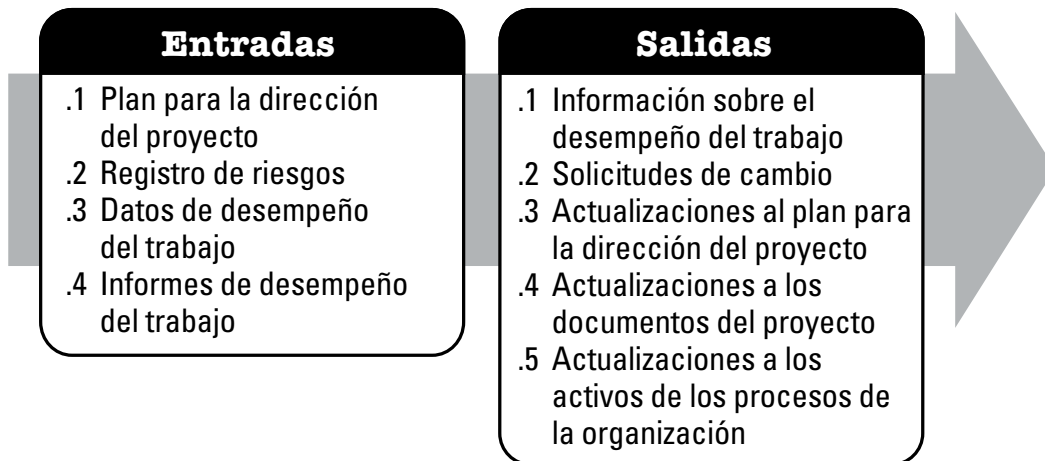 Entradas
.1 Plan para la dirección
del proyecto
.2 Registro de riesgos
.3 Datos de desempeño
del trabajo
.4 Informes de desempeño
del trabajo
Salidas
.1 Información sobre el
desempeño del trabajo
.2 Solicitudes de cambio
.3 Actualizaciones al plan para
la dirección del proyecto
.4 Actualizaciones a los
documentos del proyecto
.5 Actualizaciones a los
activos de los procesos de
la organización